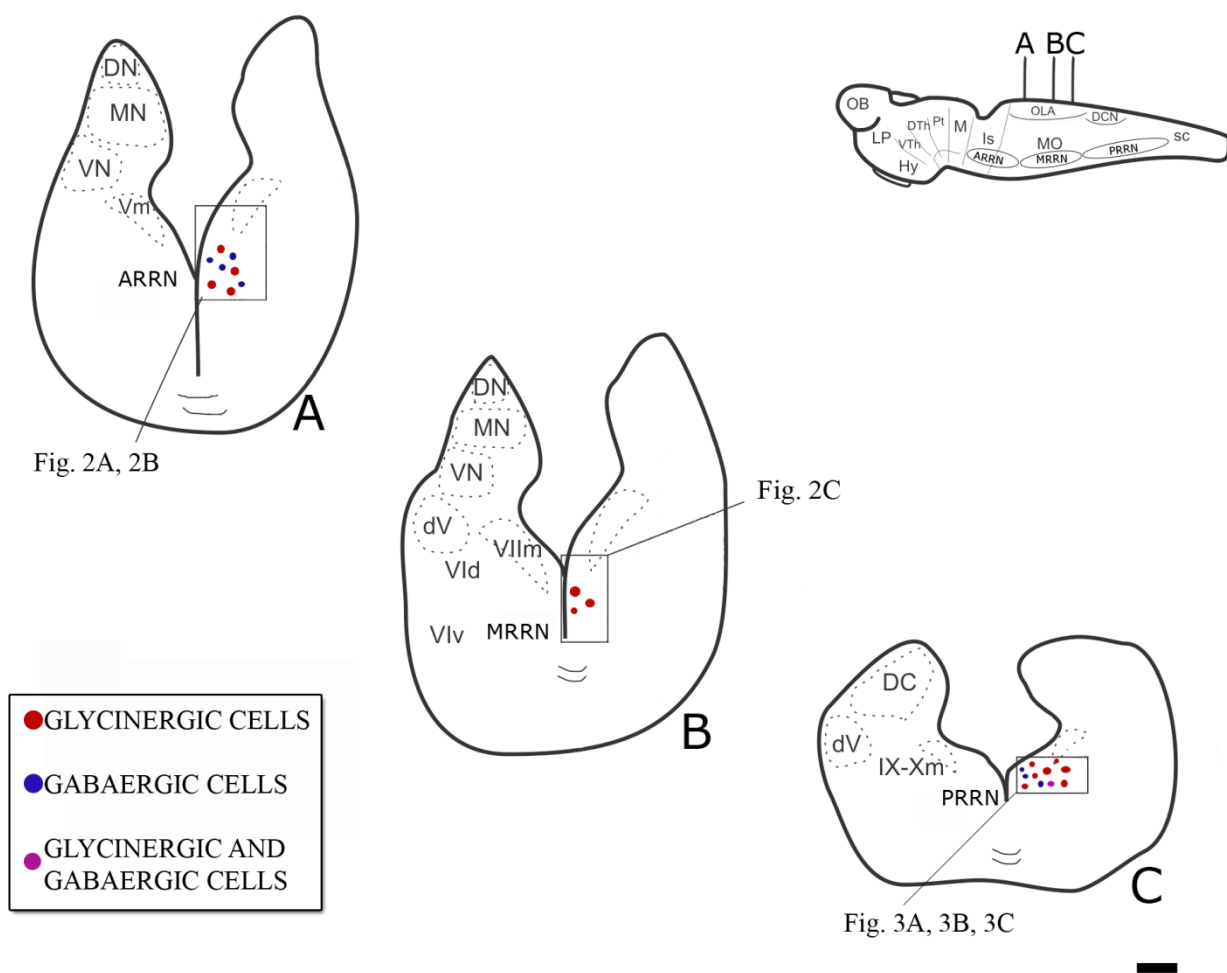 DN
MN
VN
Vm
ARRN
A
Fig. 2A, 2B
A BC
OB
LP
DTh
Pt
M
VTh
Hy
Is
OLA
DCN
MO
SC
ARRN
MRRN
PRRN
DN
MN
VN
dV
VIIm
VId
VIv
MRRN
B
Fig. 2C
DC
dV
IX-Xm
PRRN
C
Fig. 3A, 3B, 3C
GLYCINERGIC CELLS
GABAERGIC CELLS
GLYCINERGIC AND
GABAERGIC CELLS